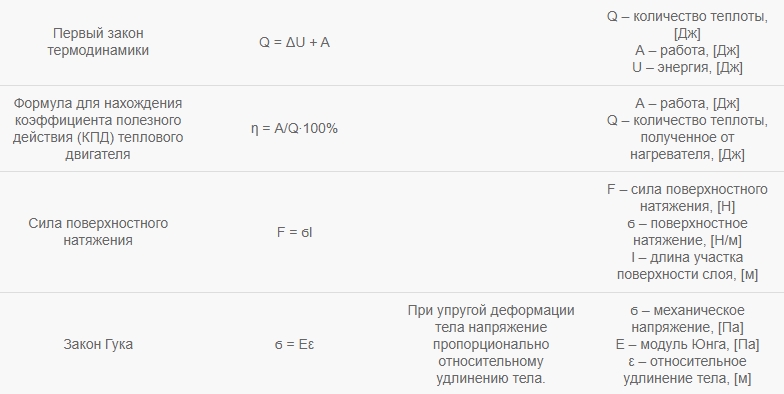 Первый закон
термодинамики
Q = ΔU + A
Q – количество теплоты,
[Дж]
A – работа, [Дж]
U – энергия, [Дж]
Формула для нахождения
коэффициента полезного
действия (КПД) теплового
двигателя
η = A/Q·100%
A – работа, [Дж]
Q – количество теплоты,
полученное от
нагревателя, [Дж]
Сила поверхностного
натяжения
F = ϭl
F – сила поверхностного
натяжения, [Н]
ϭ – поверхностное
натяжение, [Н/м]
l – длина участка
поверхности слоя, [м]
Закон Гука
ϭ = Eε
При упругой деформации
тела напряжение
пропорционально
относительному
удлинению тела.
ϭ – механическое
напряжение, [Па]
E – модуль Юнга, [Па]
ε – относительное
удлинение тела, [м]